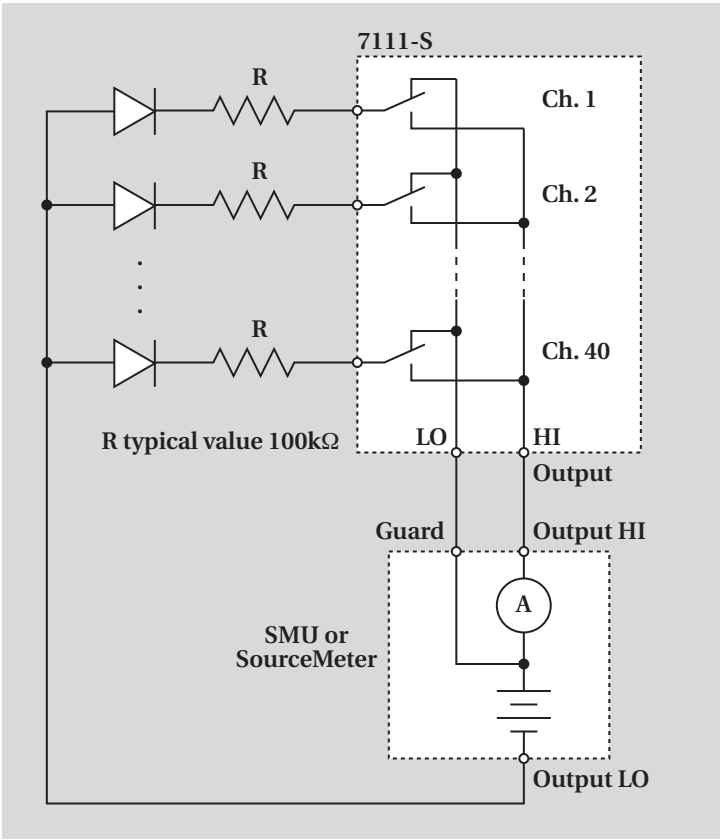 7111-S
R
Ch. 1
R
Ch. 2
R
Ch. 40
R typical value 100kΩ
LO
HI
Output
Guard
Output HI
A
SMU or
SourceMeter
Output LO